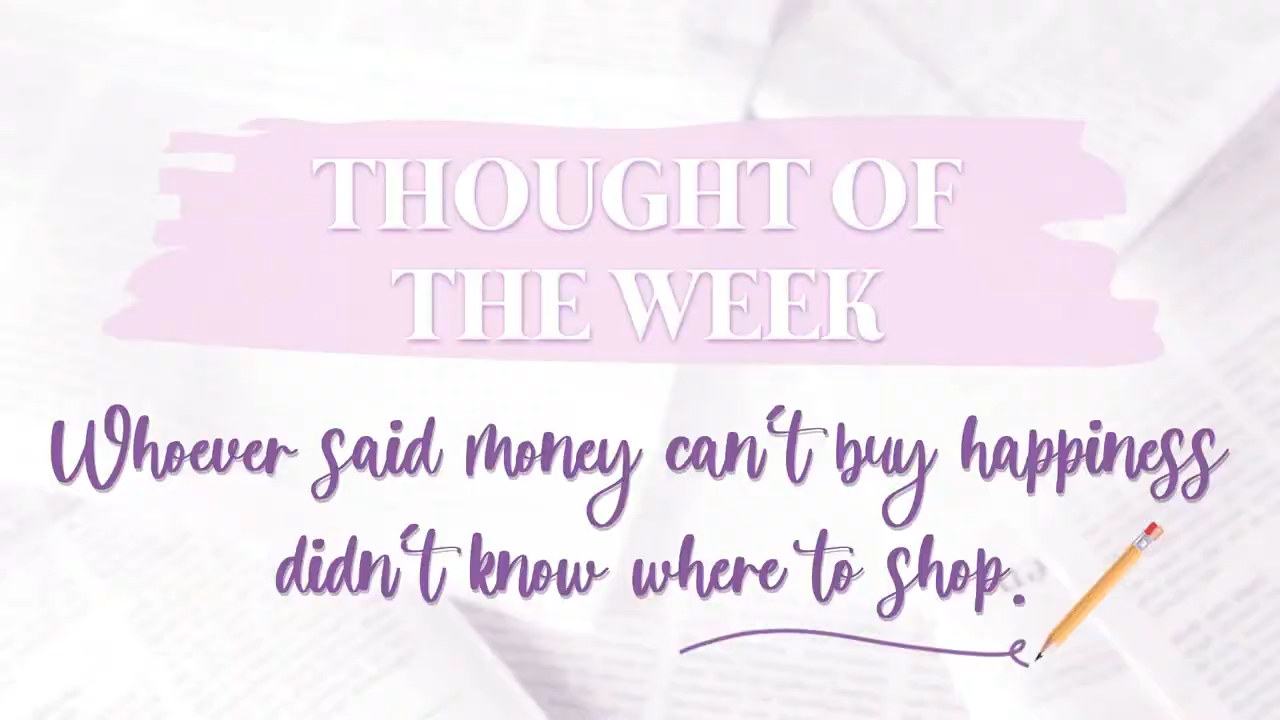 THOUGHT OF
THE WEEK
Whoever said money can't buy happiness
didn't know where to shop.